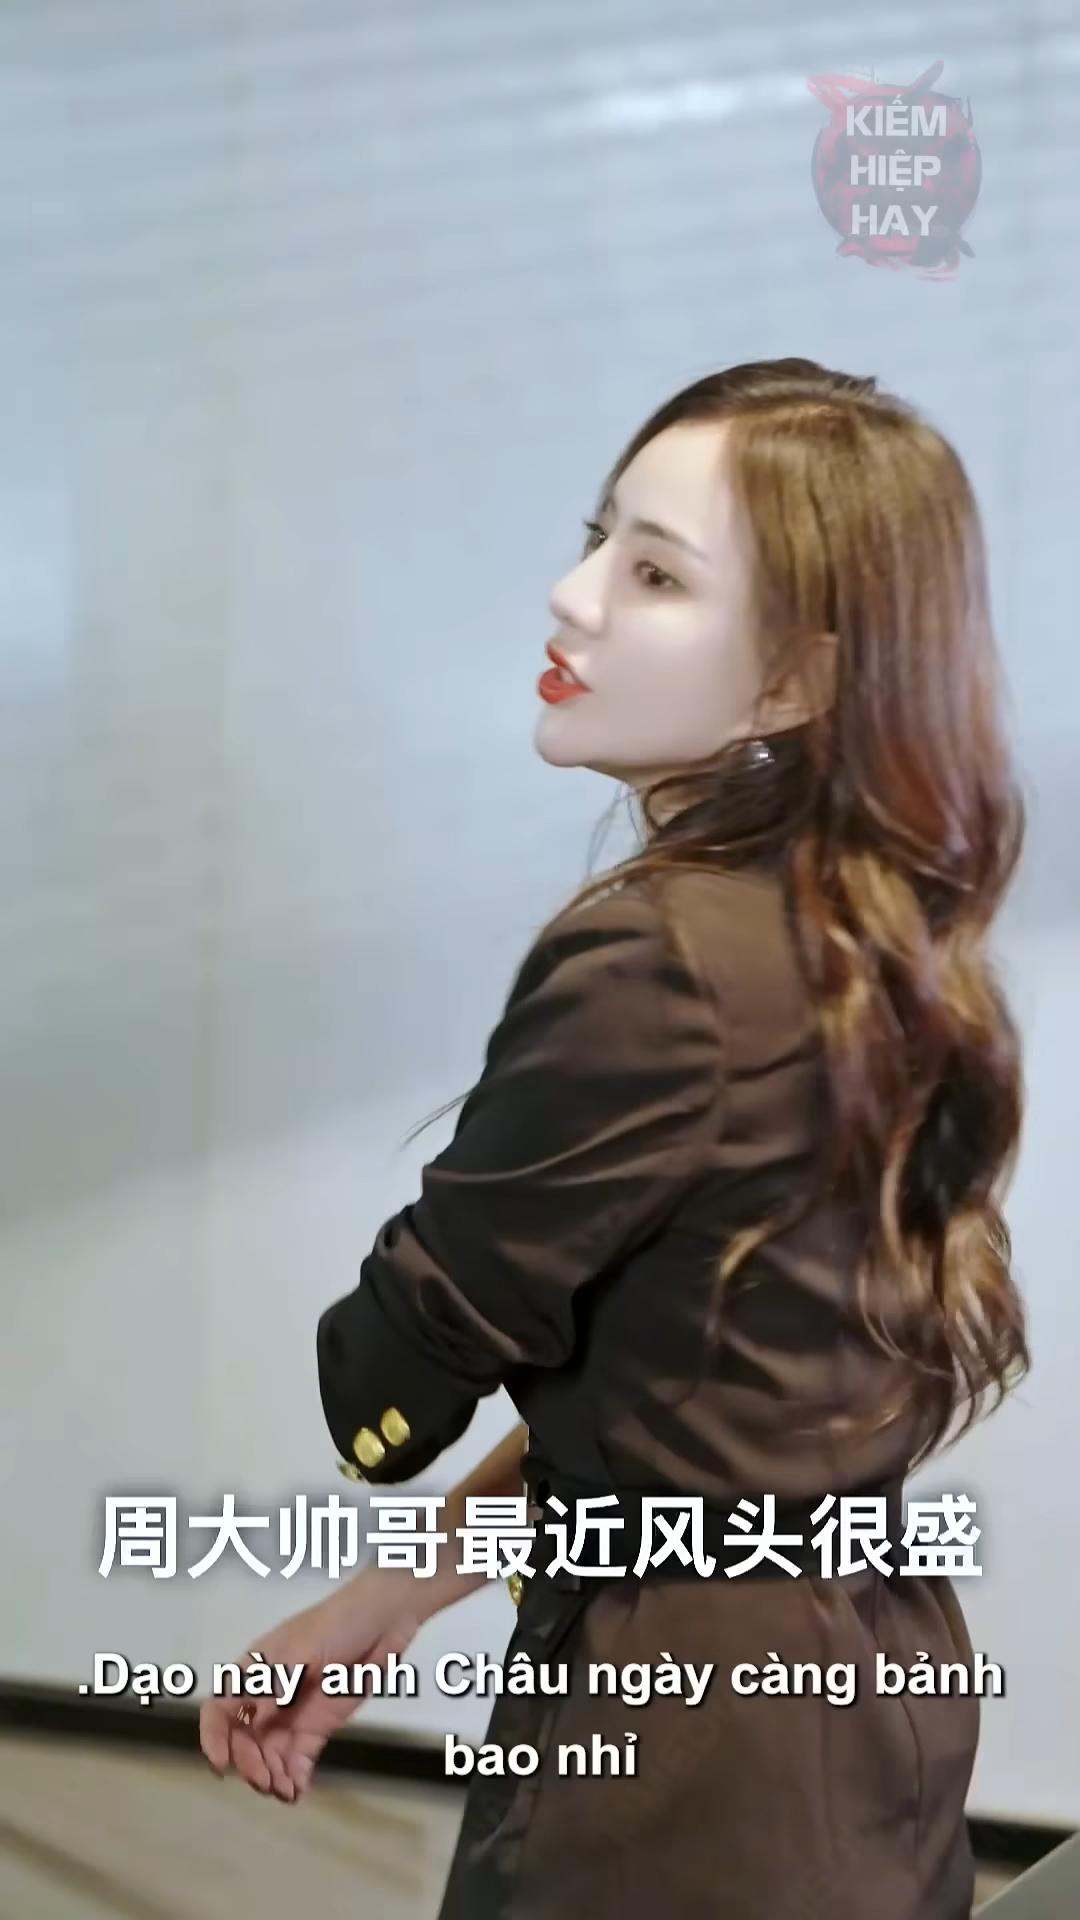 KIẾM
HIỆP
HAY
周大帅哥最近风头很盛
.Dạo này anh Châu ngày càng bảnh
bao nhỉ